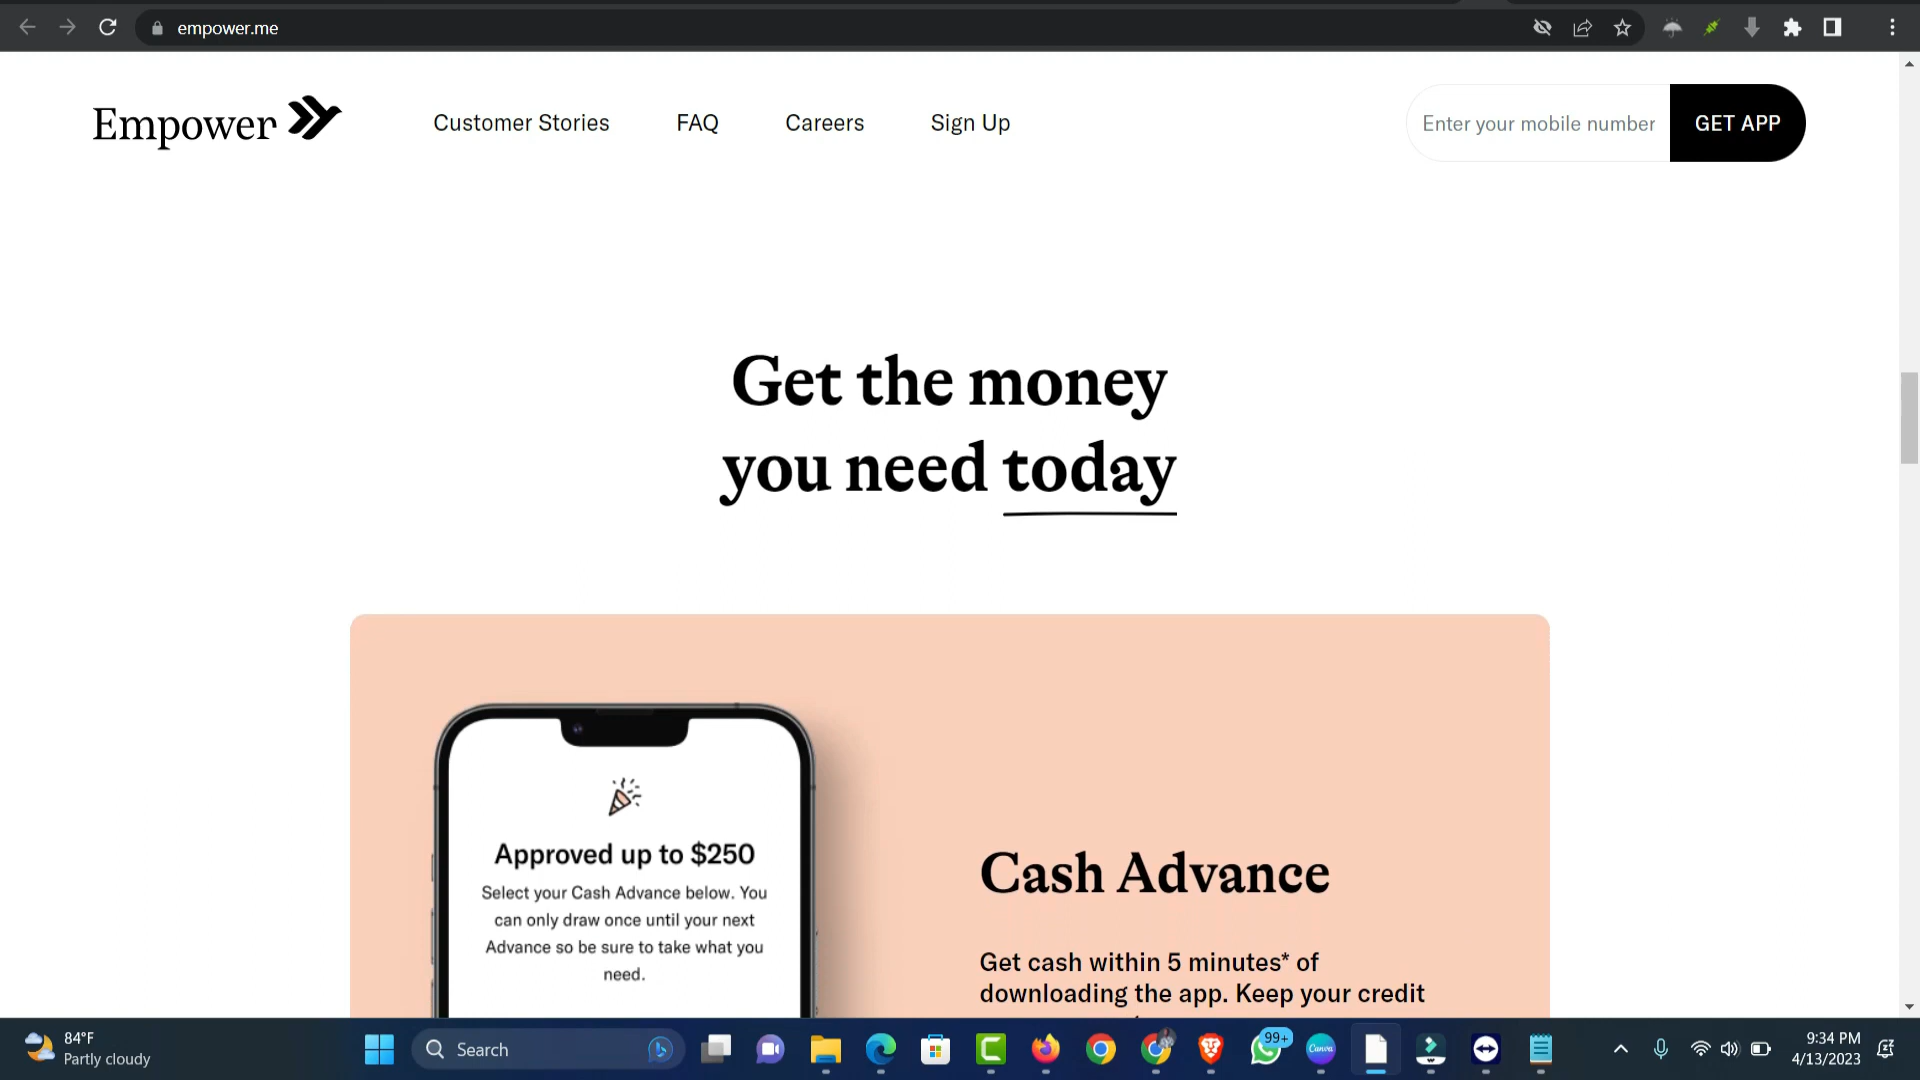 empower.me
Empower
Customer Stories
FAQ
Careers
Sign Up
Enter your mobile number
GET APP
Get the money
you need today
Approved up to $250
Select your Cash Advance below. You
can only draw once until your next
Advance so be sure to take what you
need.
Cash Advance
Get cash within 5 minutes* of
downloading the app. Keep your credit
84°F
Partly cloudy
Search
99+
Canva
9:34 PM
4/13/2023